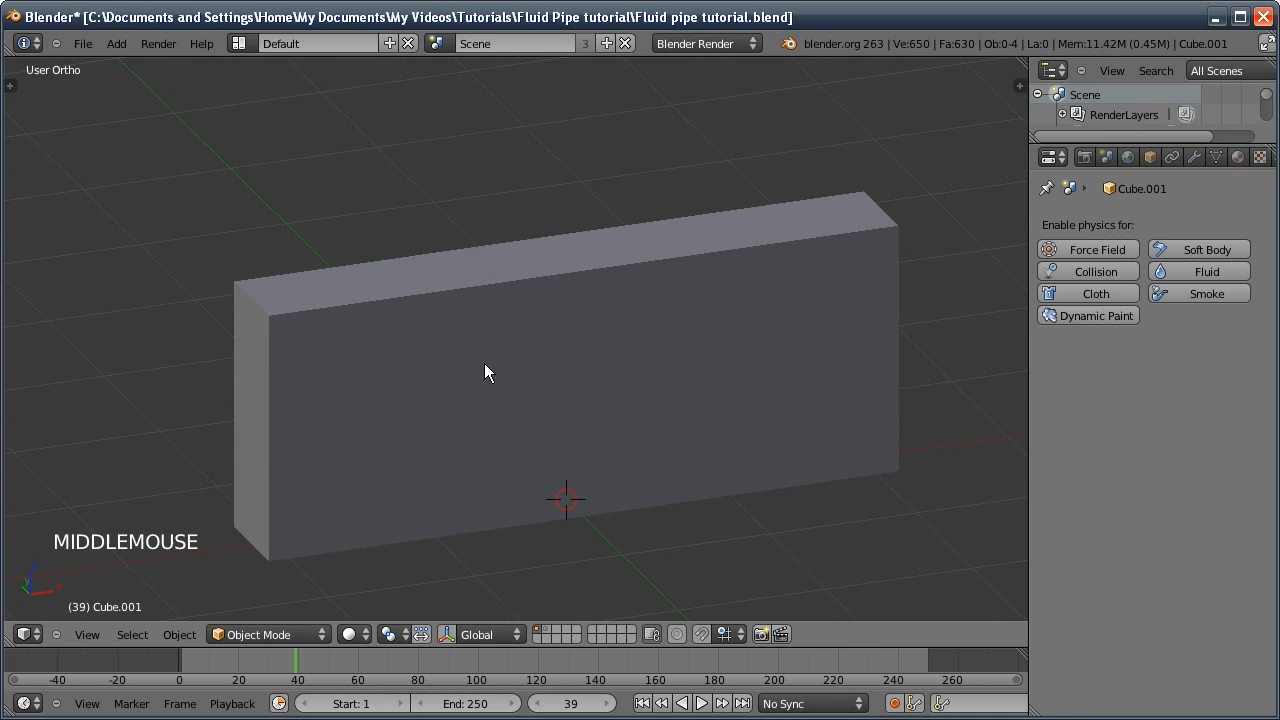 Blender* [C:\Documents and Settings\Home\My Documents\My Videos\Tutorials\Fluid Pipe tutorial\Fluid pipe tutorial.blend]
File Add Render Help Default Scene 3 Blender Render blender.org 263 | Ve:650 | Fa:630 | Ob:0-4 | La:0 | Mem:11.42M (0.45M) | Cube.001
User Ortho
View Search All Scenes
Scene
RenderLayers
Cube.001
Enable physics for:
Force Field Soft Body
Collision Fluid
Cloth Smoke
Dynamic Paint
MIDDLEMOUSE
(39) Cube.001
View Select Object Object Mode Global
-40 -20 0 20 40 60 80 100 120 140 160 180 200 220 240 260
View Marker Frame Playback Start: 1 End: 250 39 No Sync